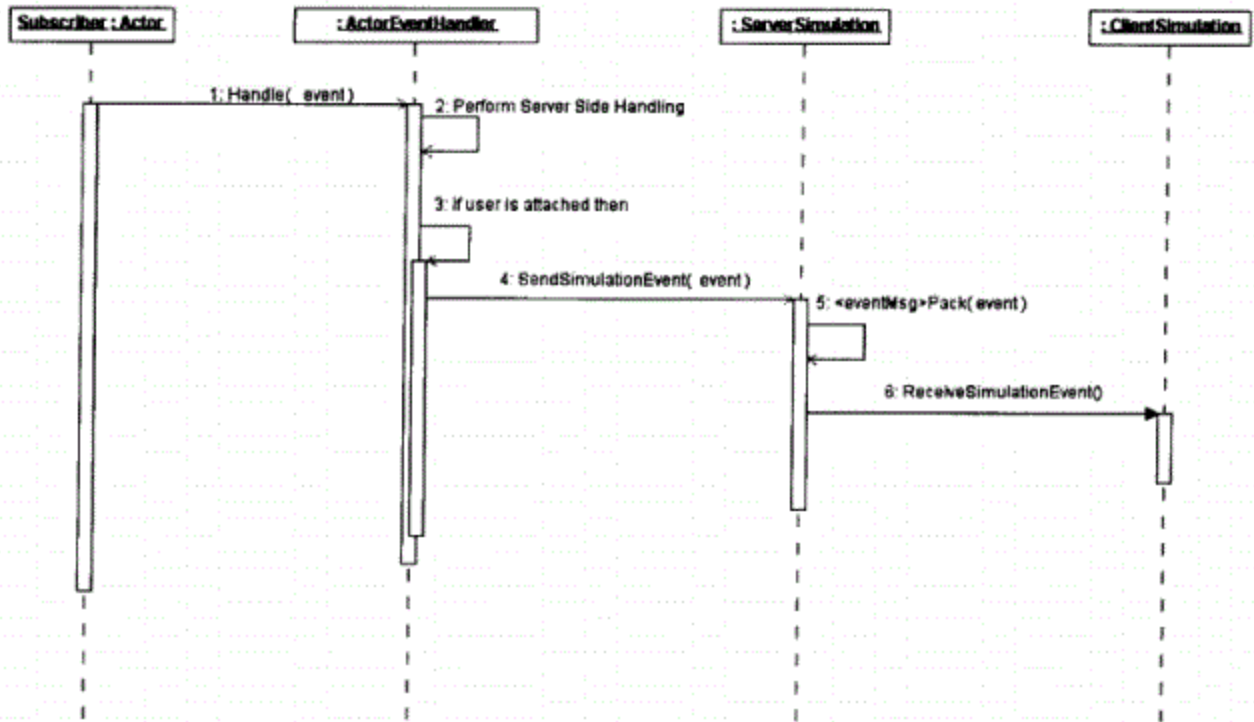 Subscriber : Actor
: ActorEventHandler
: ServerSimulation
: ClientSimulation
1: Handle( event )
2: Perform Server Side Handling
3: if user is attached then
4: SendSimulationEvent( event )
5: <eventMsg>Pack( event )
6: ReceiveSimulationEvent()